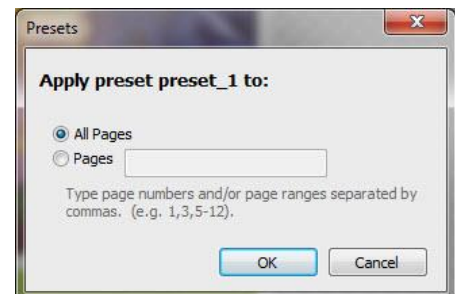 Presets
Apply preset preset_1 to:
All Pages
Pages
Type page numbers and/or page ranges separated by
commas. (e.g. 1,3,5-12).
OK Cancel